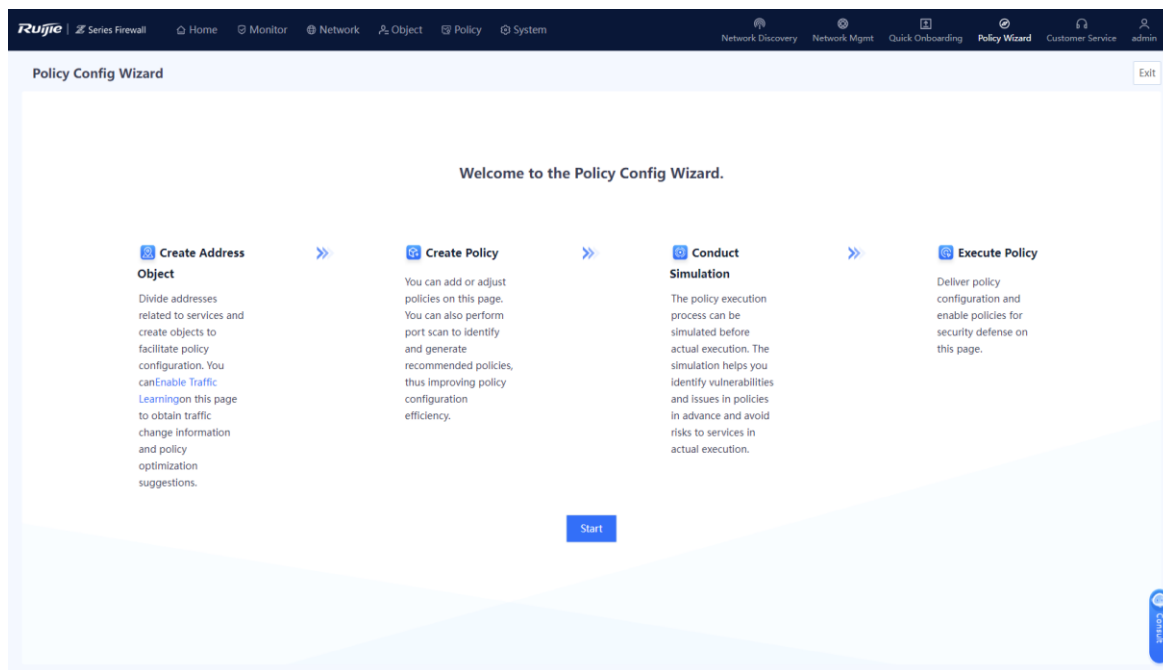 Ruijie | Z Series Firewall Home Monitor Network Object Policy System Network Discovery Network Mgmt Quick Onboarding Policy Wizard Customer Service admin
Policy Config Wizard Exit
Welcome to the Policy Config Wizard.
Create Address
Object
Divide addresses
related to services and
create objects to
facilitate policy
configuration. You
canEnable Traffic
Learningon this page
to obtain traffic
change information
and policy
optimization
suggestions.
Create Policy
You can add or adjust
policies on this page.
You can also perform
port scan to identify
and generate
recommended policies,
thus improving policy
configuration
efficiency.
Conduct
Simulation
The policy execution
process can be
simulated before
actual execution. The
simulation helps you
identify vulnerabilities
and issues in policies
in advance and avoid
risks to services in
actual execution.
Execute Policy
Deliver policy
configuration and
enable policies for
security defense on
this page.
Start
Consult